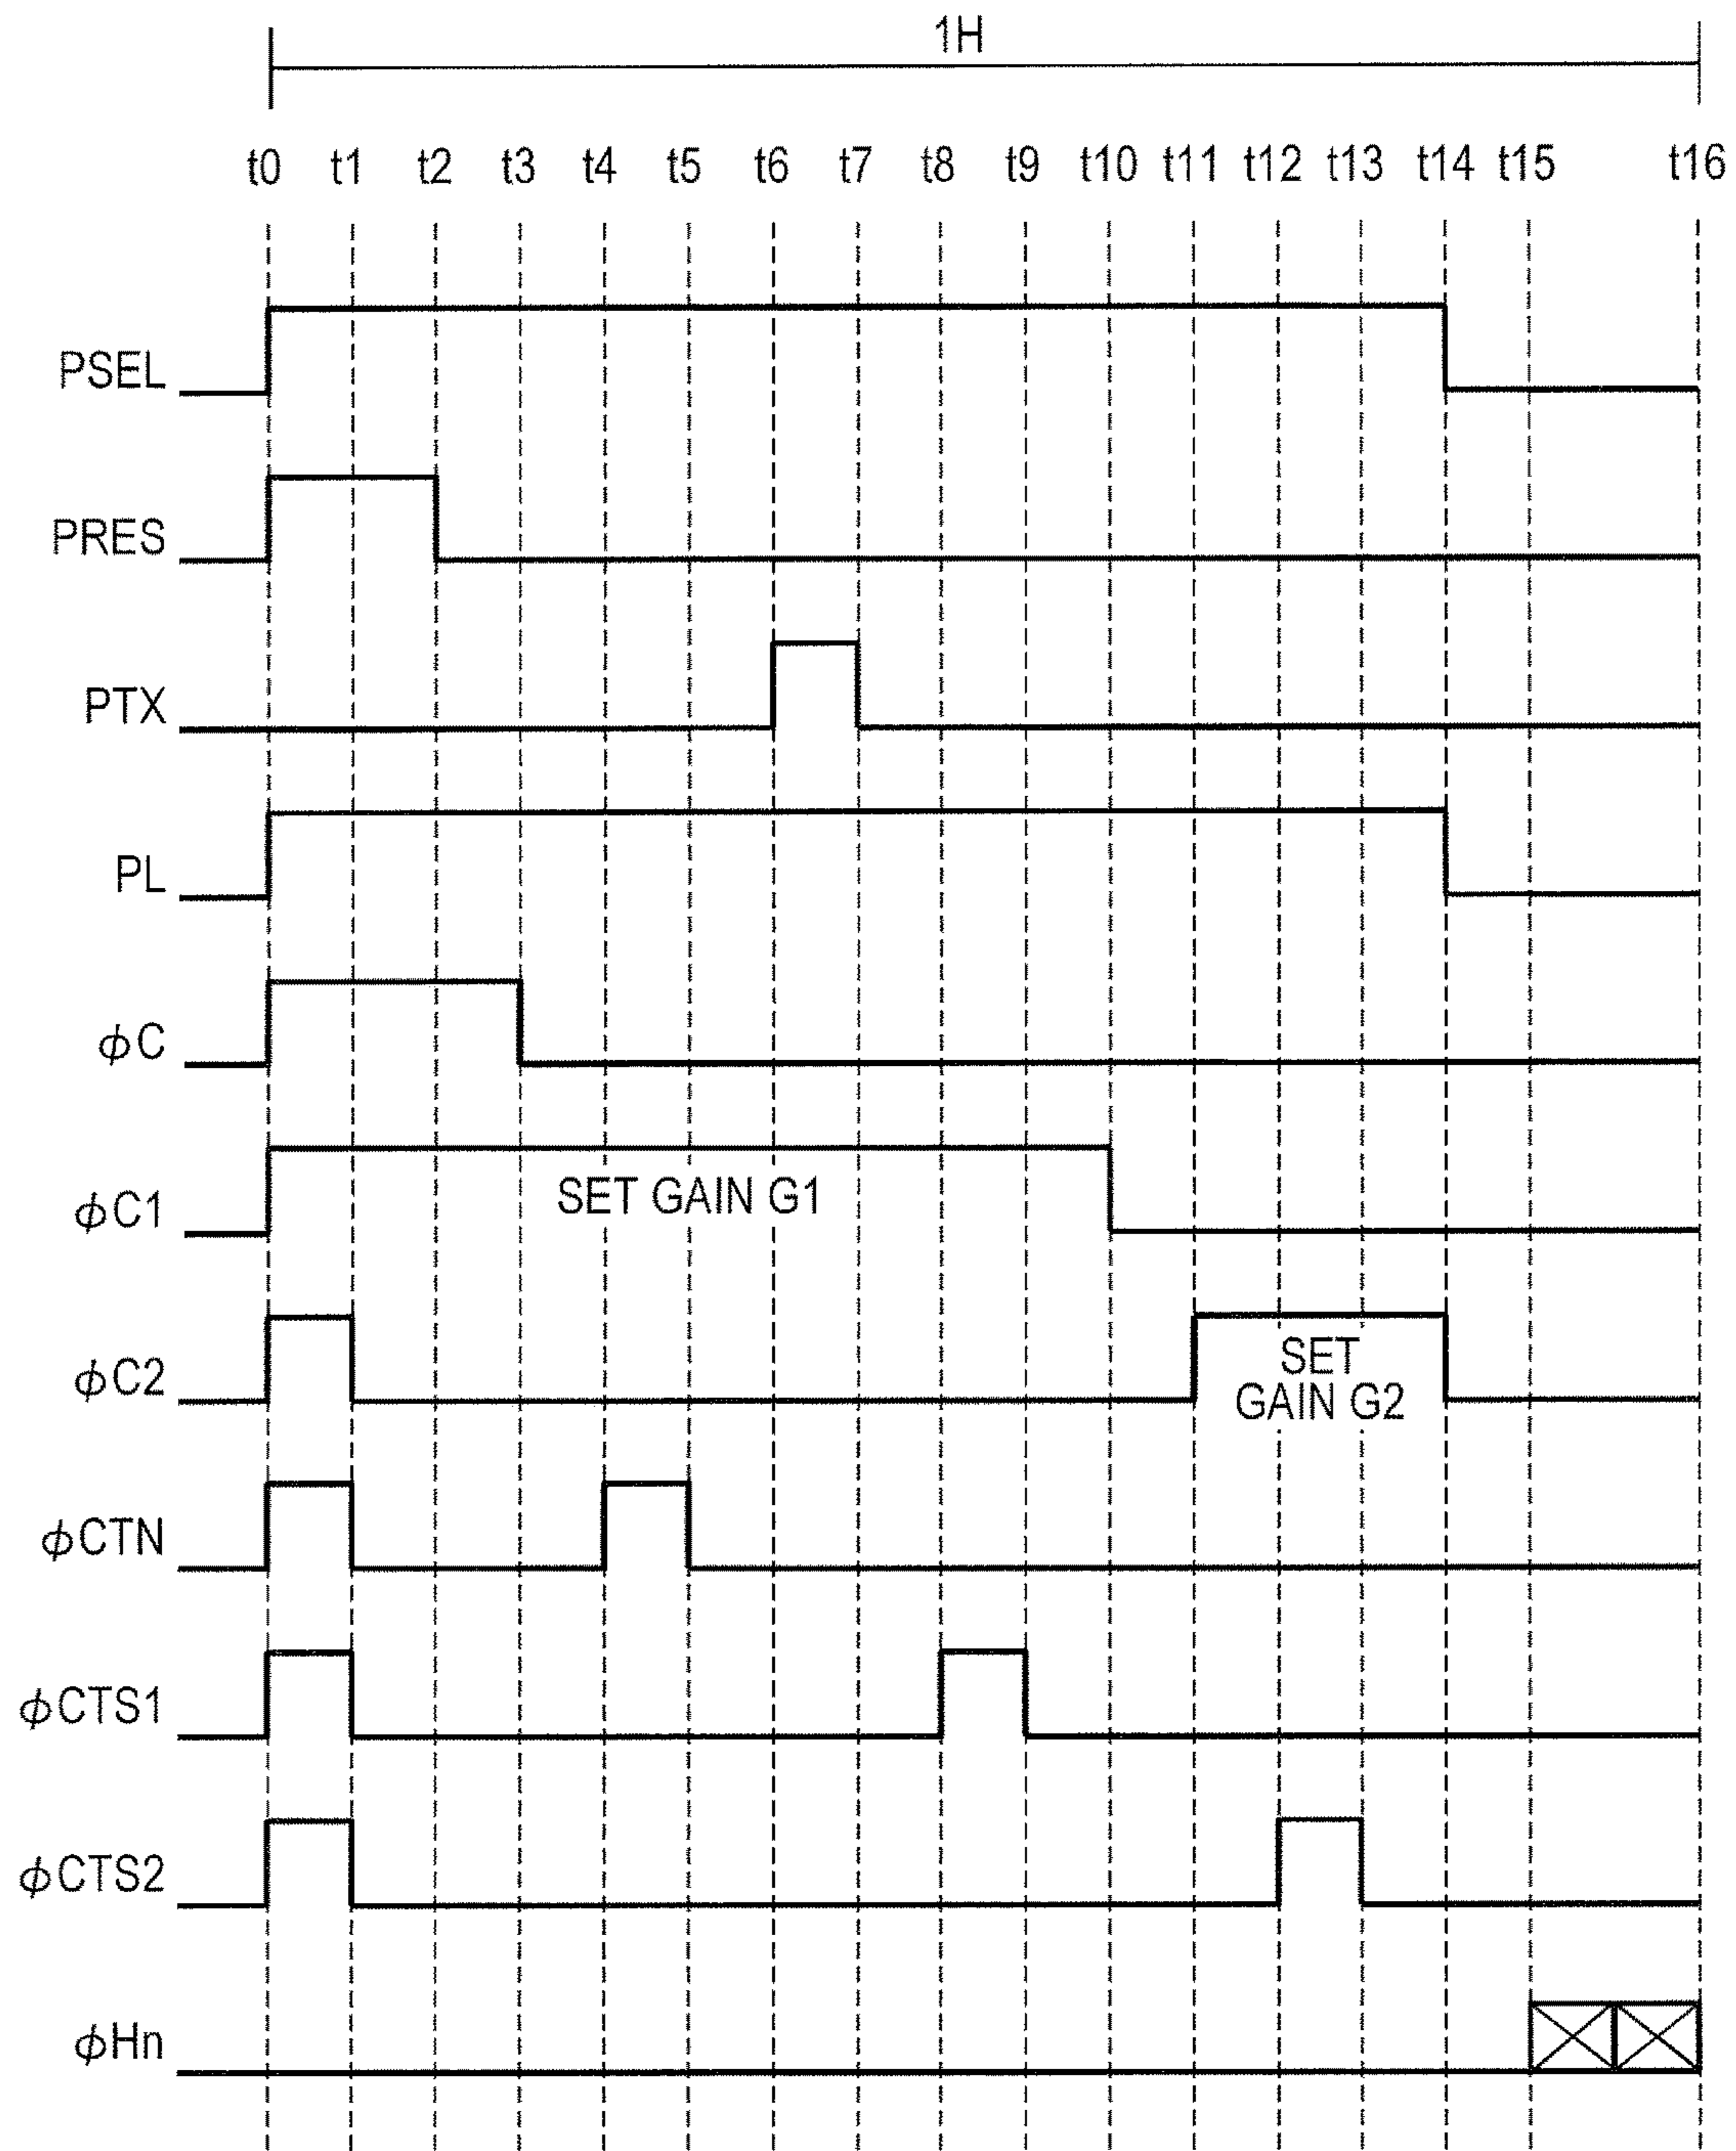 1H
t0 t1 t2 t3 t4 t5 t6 t7 t8 t9 t10 t11 t12 t13 t14 t15 t16
PSEL
PRES
PTX
PL
ϕC
ϕC1
SET GAIN G1
ϕC2
SET
GAIN G2
ϕCTN
ϕCTS1
ϕCTS2
ϕHn